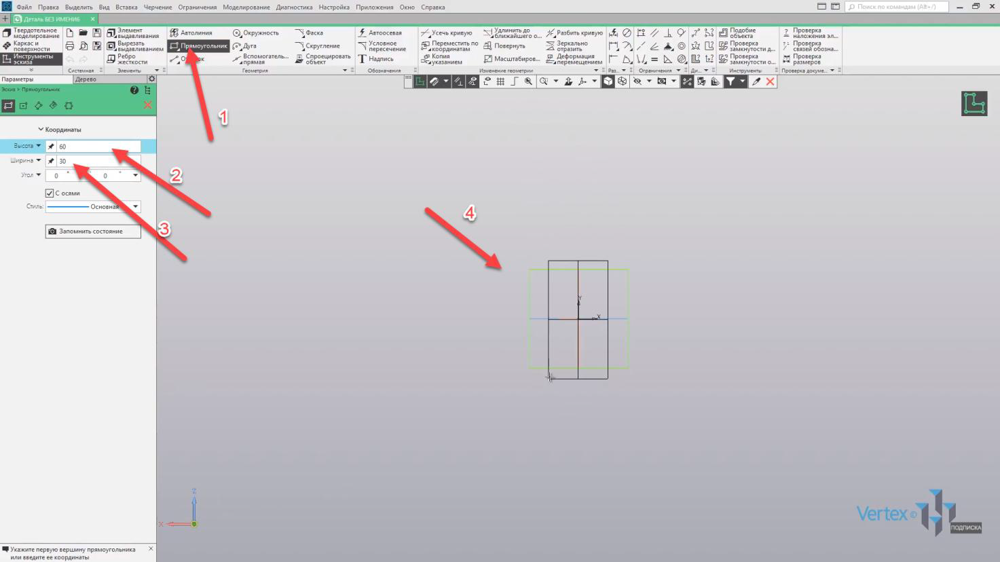 Файл Правка Выделить Вид Вставка Черчение Ограничения Моделирование Диагностика Настройка Приложения Окно Справка
Поиск по командам (Alt+/)
Деталь БЕЗ ИМЕНИ6
Твердотельное моделирование
Каркас и поверхности
Инструменты эскиза
Системная
Элемент выдавливания
Вырезать выдавливанием
Ребро жесткости
Элементы
Автолиния
Прямоугольник
Окружность
Дуга
Вспомогатель... прямая
Фаска
Скругление
Спроецировать объект
Геометрия
Автоосевая
Условное пересечение
Надпись
Обозначения
Усечь кривую
Переместить по координатам
Копия указанием
Удлинить до ближайшего о...
Повернуть
Масштабиров...
Разбить кривую
Зеркально отразить
Деформация перемещением
Изменение геометрии
Раз...
Ограничения
Ди...
Подобие объекта
Проверка замкнутости д...
Проверка замкнутости
Инструменты
Проверка наложения эл...
Проверка связей обозна...
Проверка размеров
Проверка докуме...
Параметры
Дерево
Эскиз > Прямоугольник
Координаты
Высота 60
Ширина 30
Угол 0 ° 0 °
С осями
Стиль: Основная
Запомнить состояние
1
2
3
4
Y
X
Z
X
Vertex ©
ПОДПИСКА
Укажите первую вершину прямоугольника
или введите ее координаты